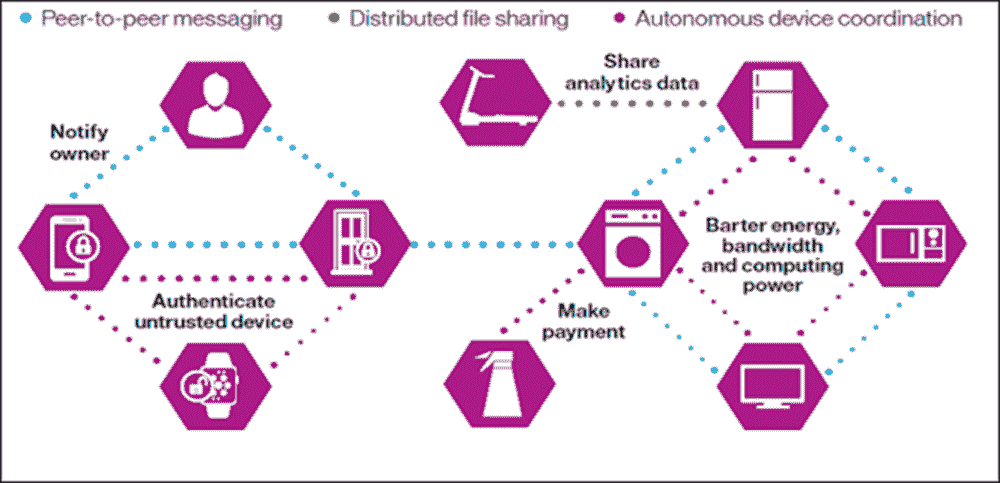 Peer-to-peer messaging
Distributed file sharing
Autonomous device coordination
Notify
owner
Share
analytics data
Authenticate
untrusted device
Make
payment
Barter energy,
bandwidth
and computing
power